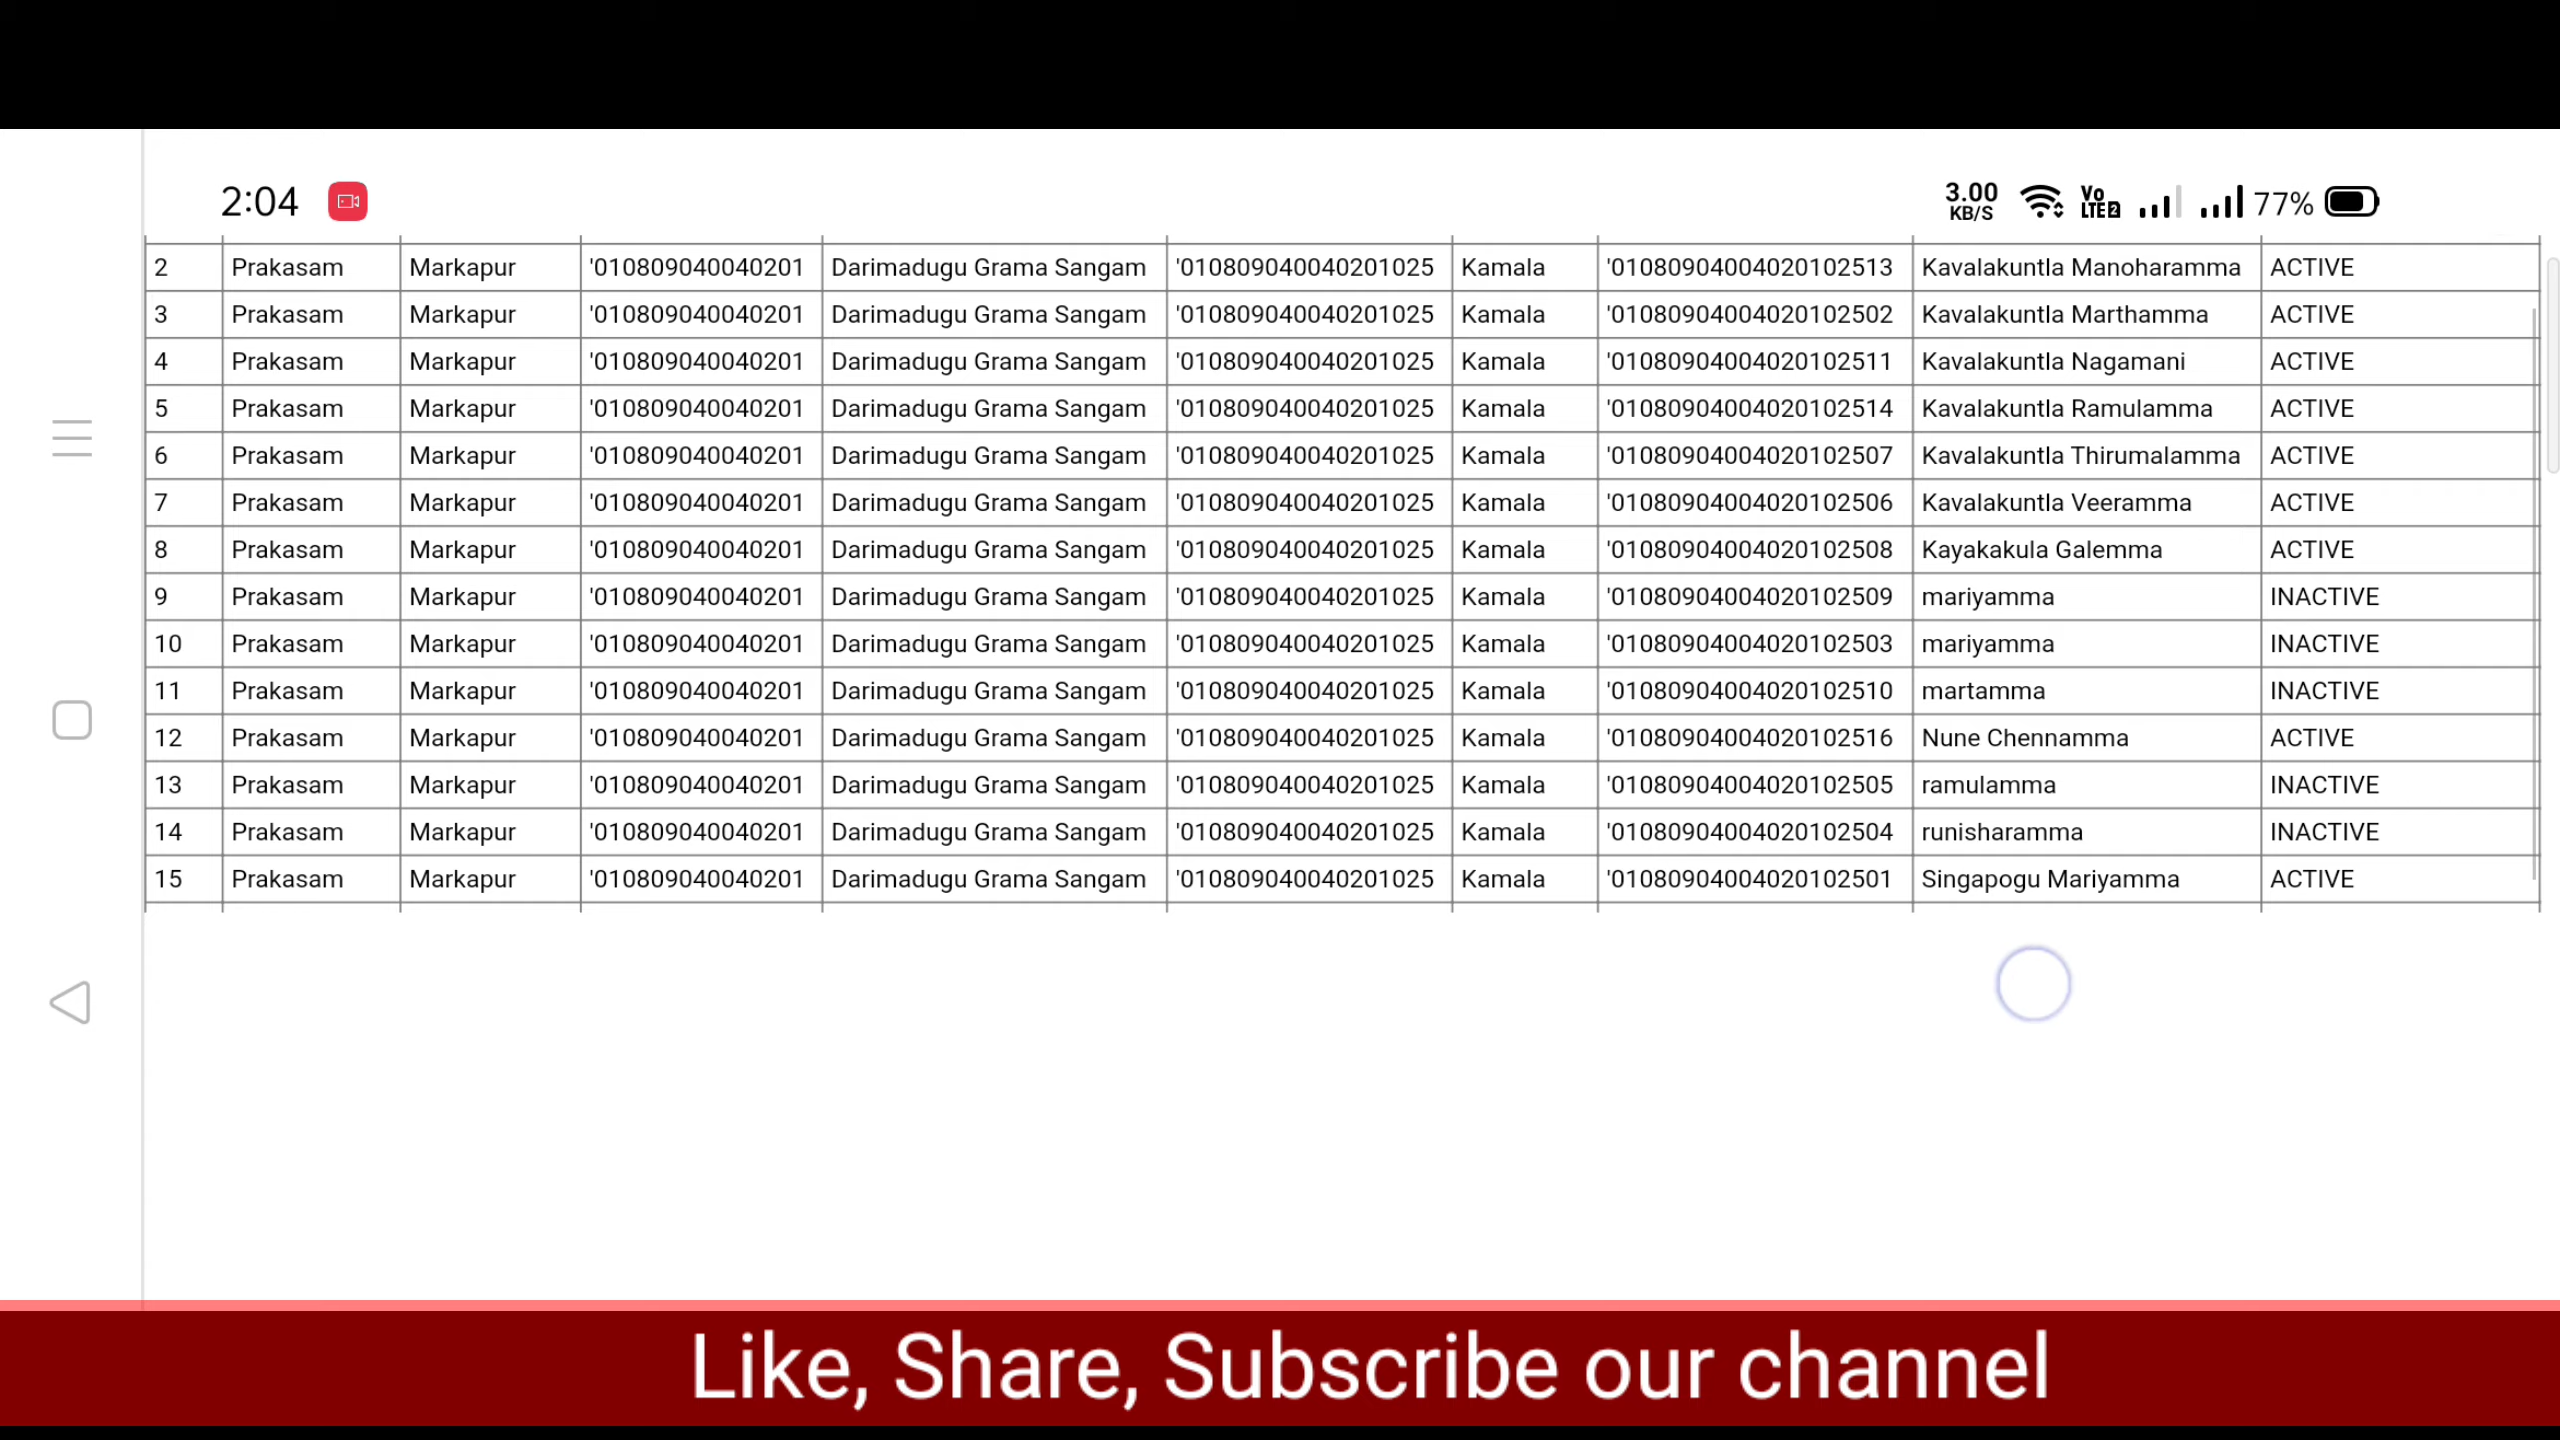 2:04 3.00 KB/S Vo LTE2 77%
2 Prakasam Markapur '010809040040201 Darimadugu Grama Sangam '010809040040201025 Kamala '01080904004020102513 Kavalakuntla Manoharamma ACTIVE
3 Prakasam Markapur '010809040040201 Darimadugu Grama Sangam '010809040040201025 Kamala '01080904004020102502 Kavalakuntla Marthamma ACTIVE
4 Prakasam Markapur '010809040040201 Darimadugu Grama Sangam '010809040040201025 Kamala '01080904004020102511 Kavalakuntla Nagamani ACTIVE
5 Prakasam Markapur '010809040040201 Darimadugu Grama Sangam '010809040040201025 Kamala '01080904004020102514 Kavalakuntla Ramulamma ACTIVE
6 Prakasam Markapur '010809040040201 Darimadugu Grama Sangam '010809040040201025 Kamala '01080904004020102507 Kavalakuntla Thirumalamma ACTIVE
7 Prakasam Markapur '010809040040201 Darimadugu Grama Sangam '010809040040201025 Kamala '01080904004020102506 Kavalakuntla Veeramma ACTIVE
8 Prakasam Markapur '010809040040201 Darimadugu Grama Sangam '010809040040201025 Kamala '01080904004020102508 Kayakakula Galemma ACTIVE
9 Prakasam Markapur '010809040040201 Darimadugu Grama Sangam '010809040040201025 Kamala '01080904004020102509 mariyamma INACTIVE
10 Prakasam Markapur '010809040040201 Darimadugu Grama Sangam '010809040040201025 Kamala '01080904004020102503 mariyamma INACTIVE
11 Prakasam Markapur '010809040040201 Darimadugu Grama Sangam '010809040040201025 Kamala '01080904004020102510 martamma INACTIVE
12 Prakasam Markapur '010809040040201 Darimadugu Grama Sangam '010809040040201025 Kamala '01080904004020102516 Nune Chennamma ACTIVE
13 Prakasam Markapur '010809040040201 Darimadugu Grama Sangam '010809040040201025 Kamala '01080904004020102505 ramulamma INACTIVE
14 Prakasam Markapur '010809040040201 Darimadugu Grama Sangam '010809040040201025 Kamala '01080904004020102504 runisharamma INACTIVE
15 Prakasam Markapur '010809040040201 Darimadugu Grama Sangam '010809040040201025 Kamala '01080904004020102501 Singapogu Mariyamma ACTIVE
Like, Share, Subscribe our channel